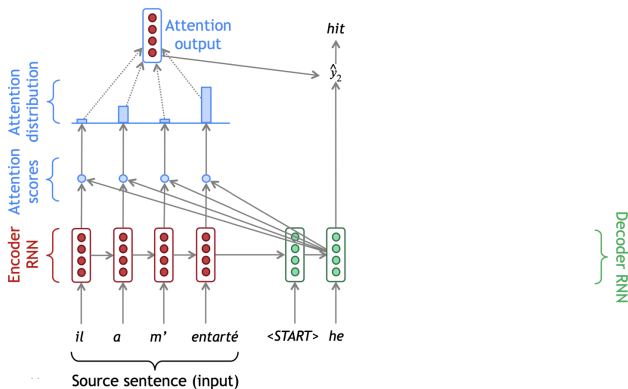 Attention
output
hit
ŷ2
Attention
distribution
Attention
scores
Encoder
RNN
Decoder RNN
il a m’ entarté <START> he
Source sentence (input)